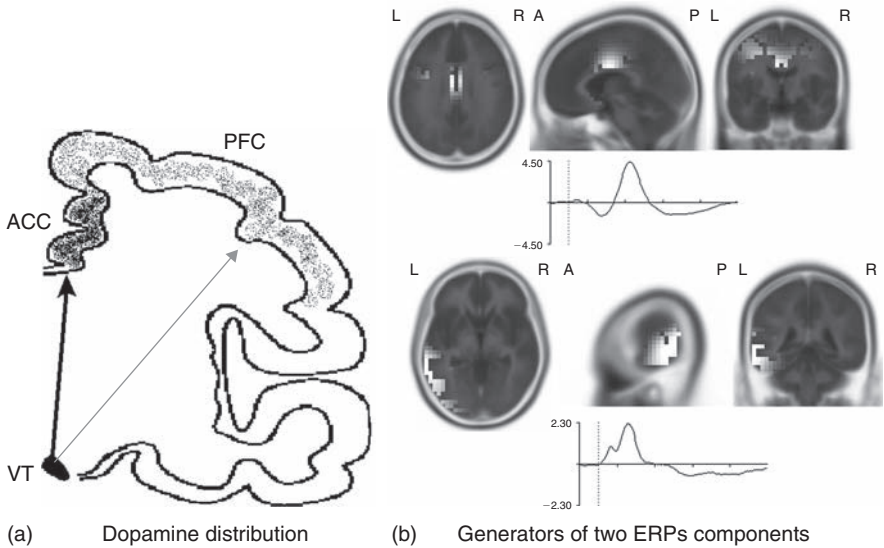 L R A P L R
PFC
ACC
VT
4.50
−4.50
L R A P L R
2.30
−2.30
(a) Dopamine distribution
(b) Generators of two ERPs components